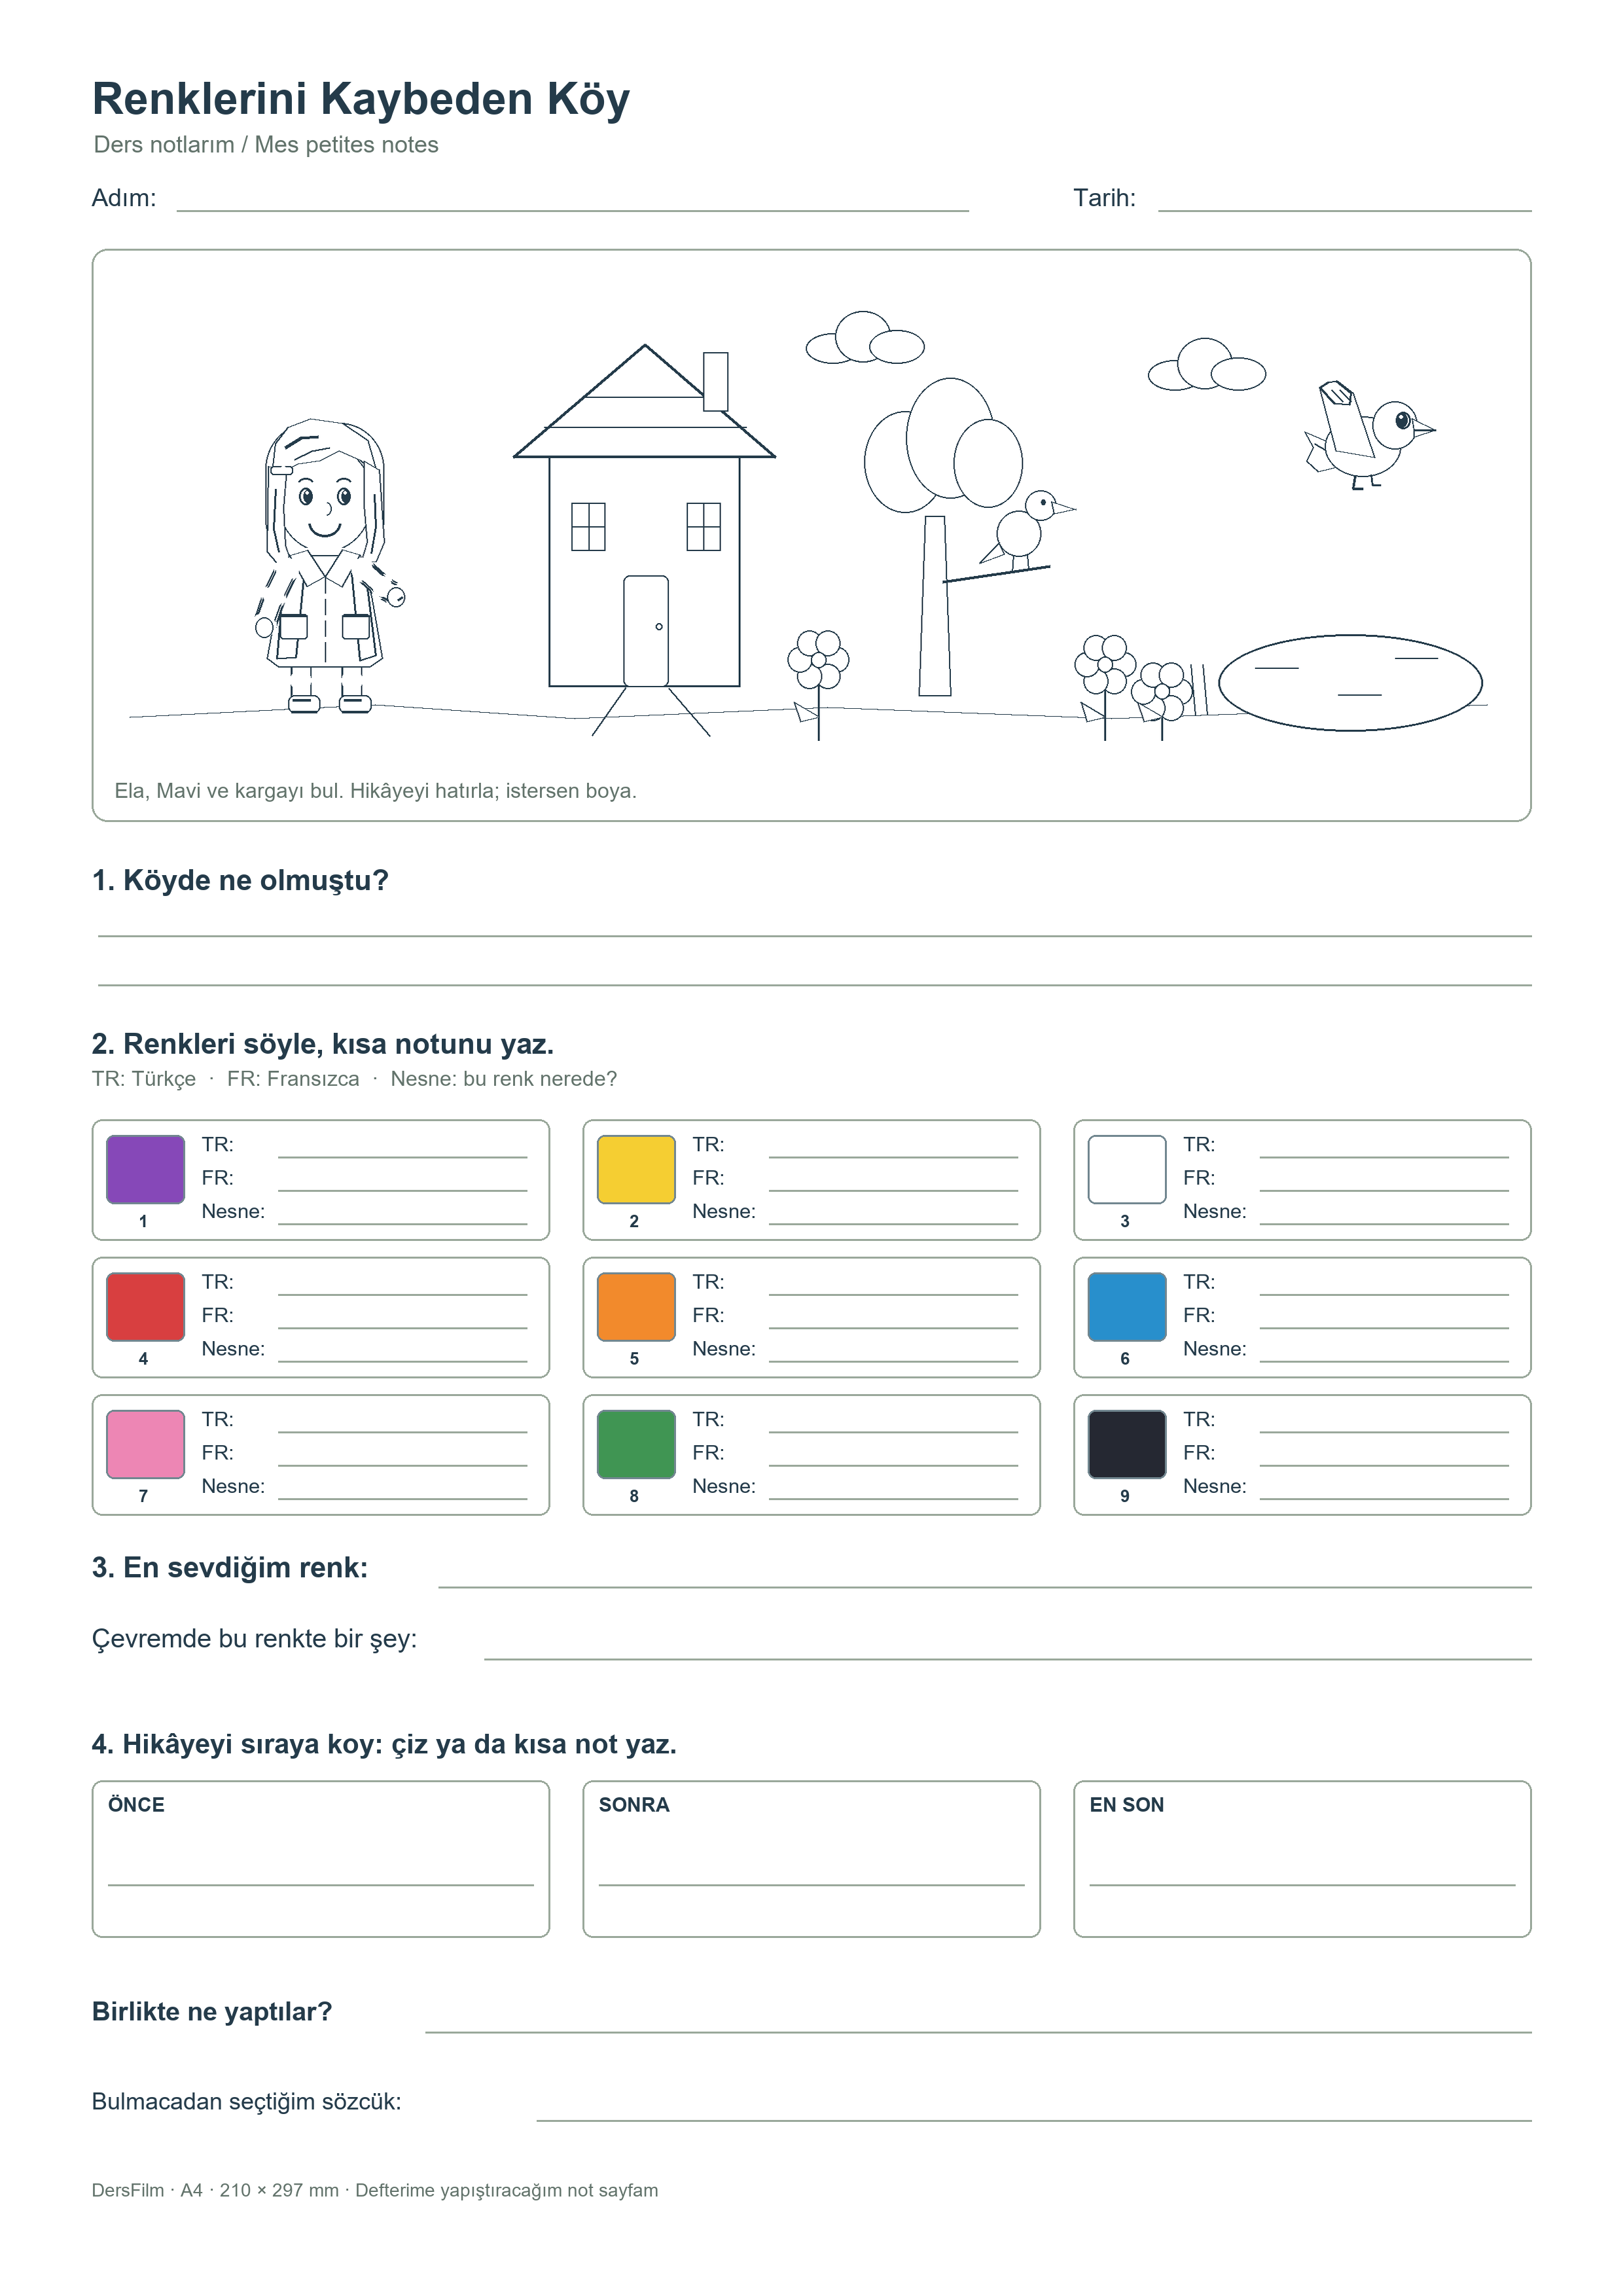 Renklerini Kaybeden Köy
Ders notlarım / Mes petites notes
Adım:
Tarih:
Ela, Mavi ve kargayı bul. Hikâyeyi hatırla; istersen boya.
1. Köyde ne olmuştu?
2. Renkleri söyle, kısa notunu yaz.
TR: Türkçe · FR: Fransızca · Nesne: bu renk nerede?
TR:
FR:
Nesne:
1
TR:
FR:
Nesne:
2
TR:
FR:
Nesne:
3
TR:
FR:
Nesne:
4
TR:
FR:
Nesne:
5
TR:
FR:
Nesne:
6
TR:
FR:
Nesne:
7
TR:
FR:
Nesne:
8
TR:
FR:
Nesne:
9
3. En sevdiğim renk:
Çevremde bu renkte bir şey:
4. Hikâyeyi sıraya koy: çiz ya da kısa not yaz.
ÖNCE
SONRA
EN SON
Birlikte ne yaptılar?
Bulmacadan seçtiğim sözcük:
DersFilm · A4 · 210 × 297 mm · Defterime yapıştıracağım not sayfam